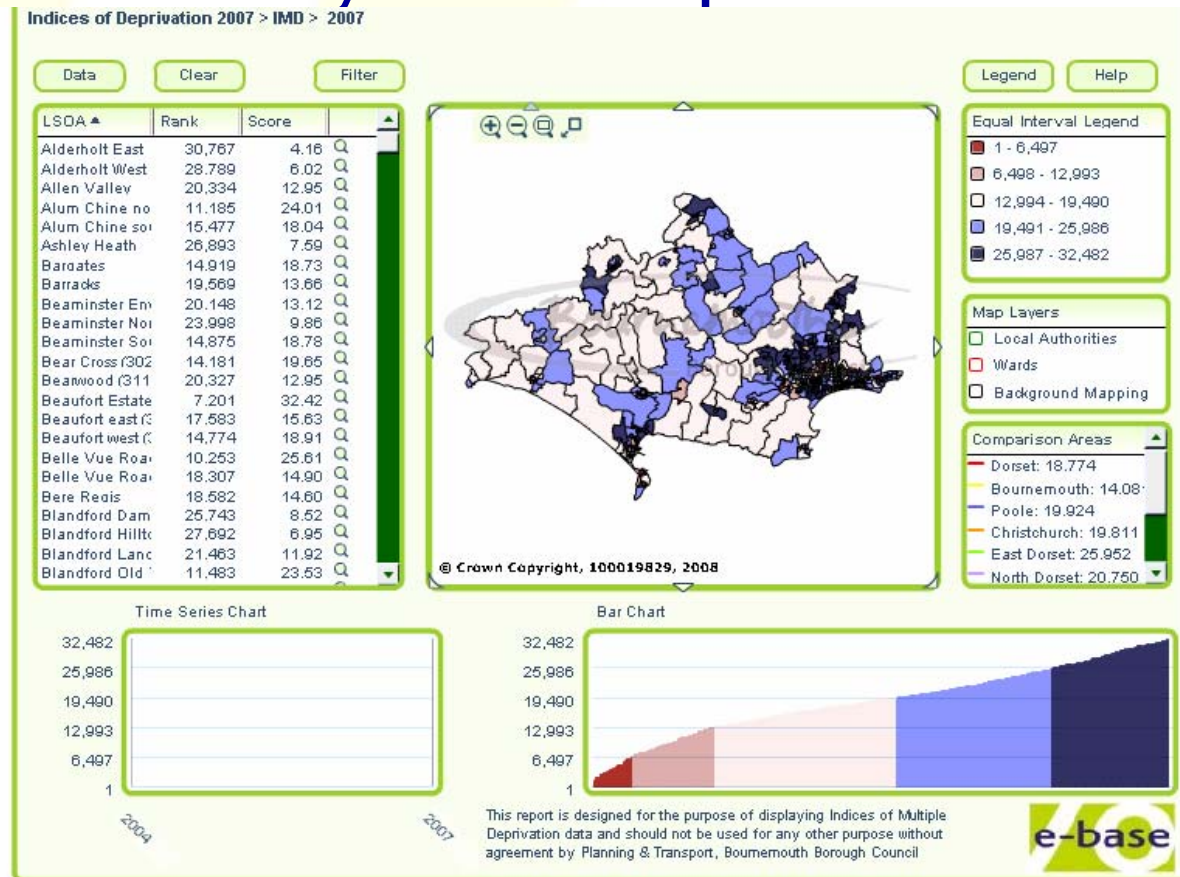 Indices of Deprivation 2007 > IMD > 2007
Data Clear Filter
Legend Help
LSOA Rank Score
Alderholt East 30,767 4.16
Alderholt West 28.789 6.02
Allen Valley 20,334 12.95
Alum Chine no 11.185 24.01
Alum Chine sou 15,477 18.04
Ashley Heath 26,893 7.59
Bargates 14.919 18.73
Barracks 19,569 13.66
Beaminster Env 20.148 13.12
Beaminster Nor 23,998 9.86
Beaminster Sou 14,875 18.78
Bear Cross (302 14.181 19.65
Bearwood (311 20,327 12.95
Beaufort Estate 7.201 32.42
Beaufort east (3 17,583 15.63
Beaufort west (3 14,774 18.91
Belle Vue Roa 10,253 25.61
Belle Vue Roa 18,307 14.90
Bere Regis 18.582 14.60
Blandford Dam 25,743 8.52
Blandford Hillto 27,692 6.95
Blandford Lanc 21,463 11.92
Blandford Old 11,483 23.53
© Crown Copyright, 100019829, 2008
Equal Interval Legend
1 - 6,497
6,498 - 12,993
12,994 - 19,490
19,491 - 25,986
25,987 - 32,482
Map Layers
Local Authorities
Wards
Background Mapping
Comparison Areas
Dorset: 18.774
Bournemouth: 14.08
Poole: 19.924
Christchurch: 19.811
East Dorset: 25.952
North Dorset: 20.750
Time Series Chart
32,482
25,986
19,490
12,993
6,497
1
2004 2007
Bar Chart
32,482
25,986
19,490
12,993
6,497
1
This report is designed for the purpose of displaying Indices of Multiple
Deprivation data and should not be used for any other purpose without
agreement by Planning & Transport, Bournemouth Borough Council
e-base